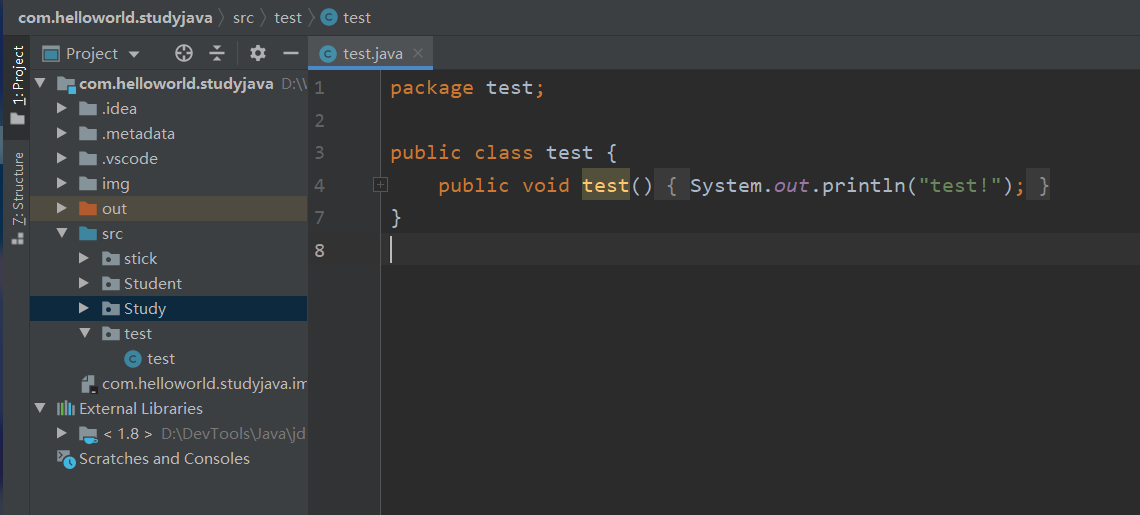 com.helloworld.studyjava src test test
1: Project
Z: Structure
Project
com.helloworld.studyjava D:\
.idea
.metadata
.vscode
img
out
src
stick
Student
Study
test
test
com.helloworld.studyjava.im
External Libraries
< 1.8 > D:\DevTools\Java\jd
Scratches and Consoles
test.java
1 package test;
2
3 public class test {
4 public void test() { System.out.println("test!"); }
7 }
8